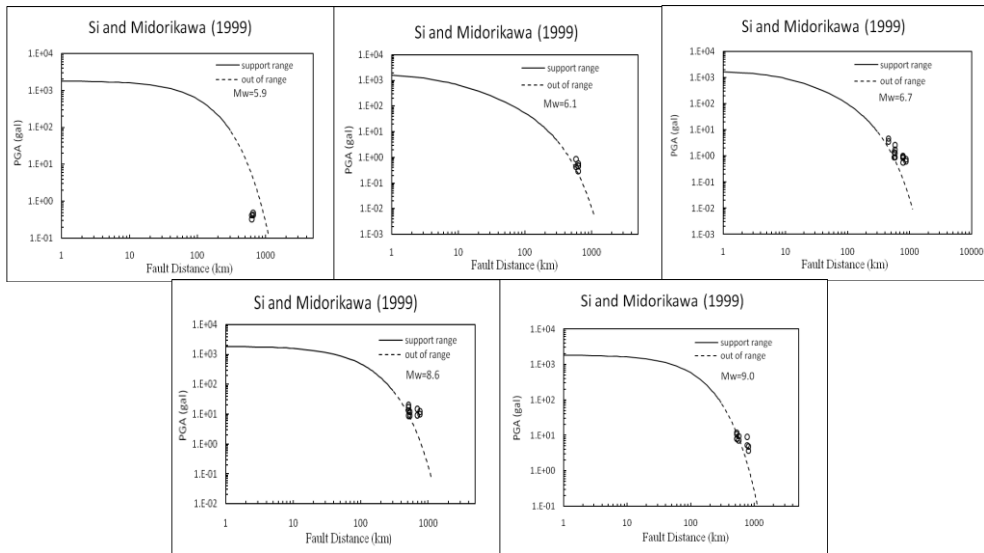 Si and Midorikawa (1999)
1.E+04
support range
out of range
Mw=5.9
1.E+03
1.E+02
PGA (gal)
1.E+01
1.E+00
1.E-01
1 10 100 1000
Fault Distance (km)
Si and Midorikawa (1999)
1.E+04
support range
out of range
Mw=6.1
1.E+03
1.E+02
1.E+01
PGA (gal)
1.E+00
1.E-01
1.E-02
1.E-03
1 10 100 1000
Fault Distance (km)
Si and Midorikawa (1999)
1.E+04
support range
out of range
Mw=6.7
1.E+03
1.E+02
1.E+01
PGA (gal)
1.E+00
1.E-01
1.E-02
1.E-03
1 10 100 1000 10000
Fault Distance (km)
Si and Midorikawa (1999)
1.E+04
support range
out of range
Mw=8.6
1.E+03
1.E+02
PGA (gal)
1.E+01
1.E+00
1.E-01
1.E-02
1 10 100 1000
Fault Distance (km)
Si and Midorikawa (1999)
1.E+04
support range
out of range
Mw=9.0
1.E+03
1.E+02
PGA (gal)
1.E+01
1.E+00
1.E-01
1 10 100 1000
Fault Distance (km)